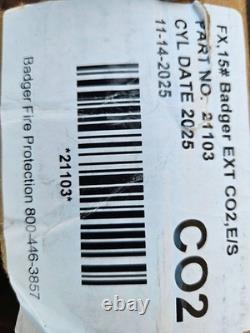 FX,15# Badger EXT CO2,E/S
PART NO. 21103
CYL DATE 2025
11-14-2025
CO2
*21103*
Badger Fire Protection 800-446-3857